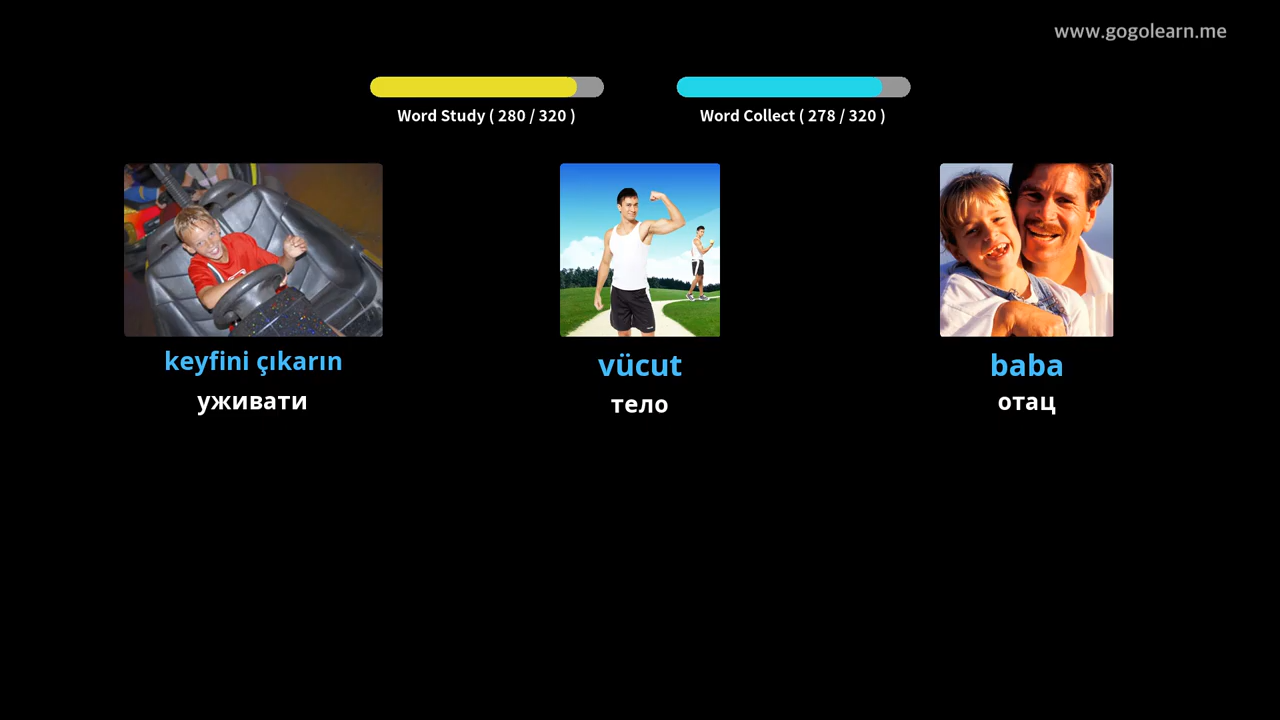 www.gogolearn.me
Word Study ( 280 / 320 )
Word Collect ( 278 / 320 )
keyfini çıkarın
уживати
vücut
тело
baba
отац